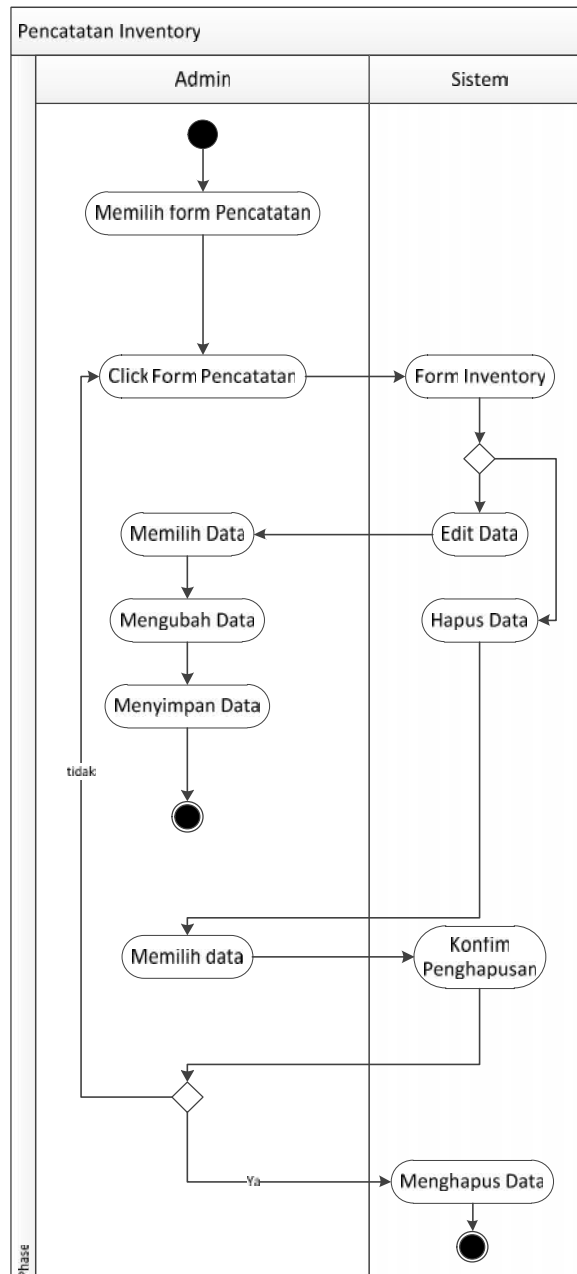 Pencatatan Inventory
Admin
Sistem
Memilih form Pencatatan
Click Form Pencatatan
Form Inventory
Memilih Data
Edit Data
Mengubah Data
Hapus Data
Menyimpan Data
tidak
Memilih data
Konfim
Penghapusan
Ya
Menghapus Data
Phase